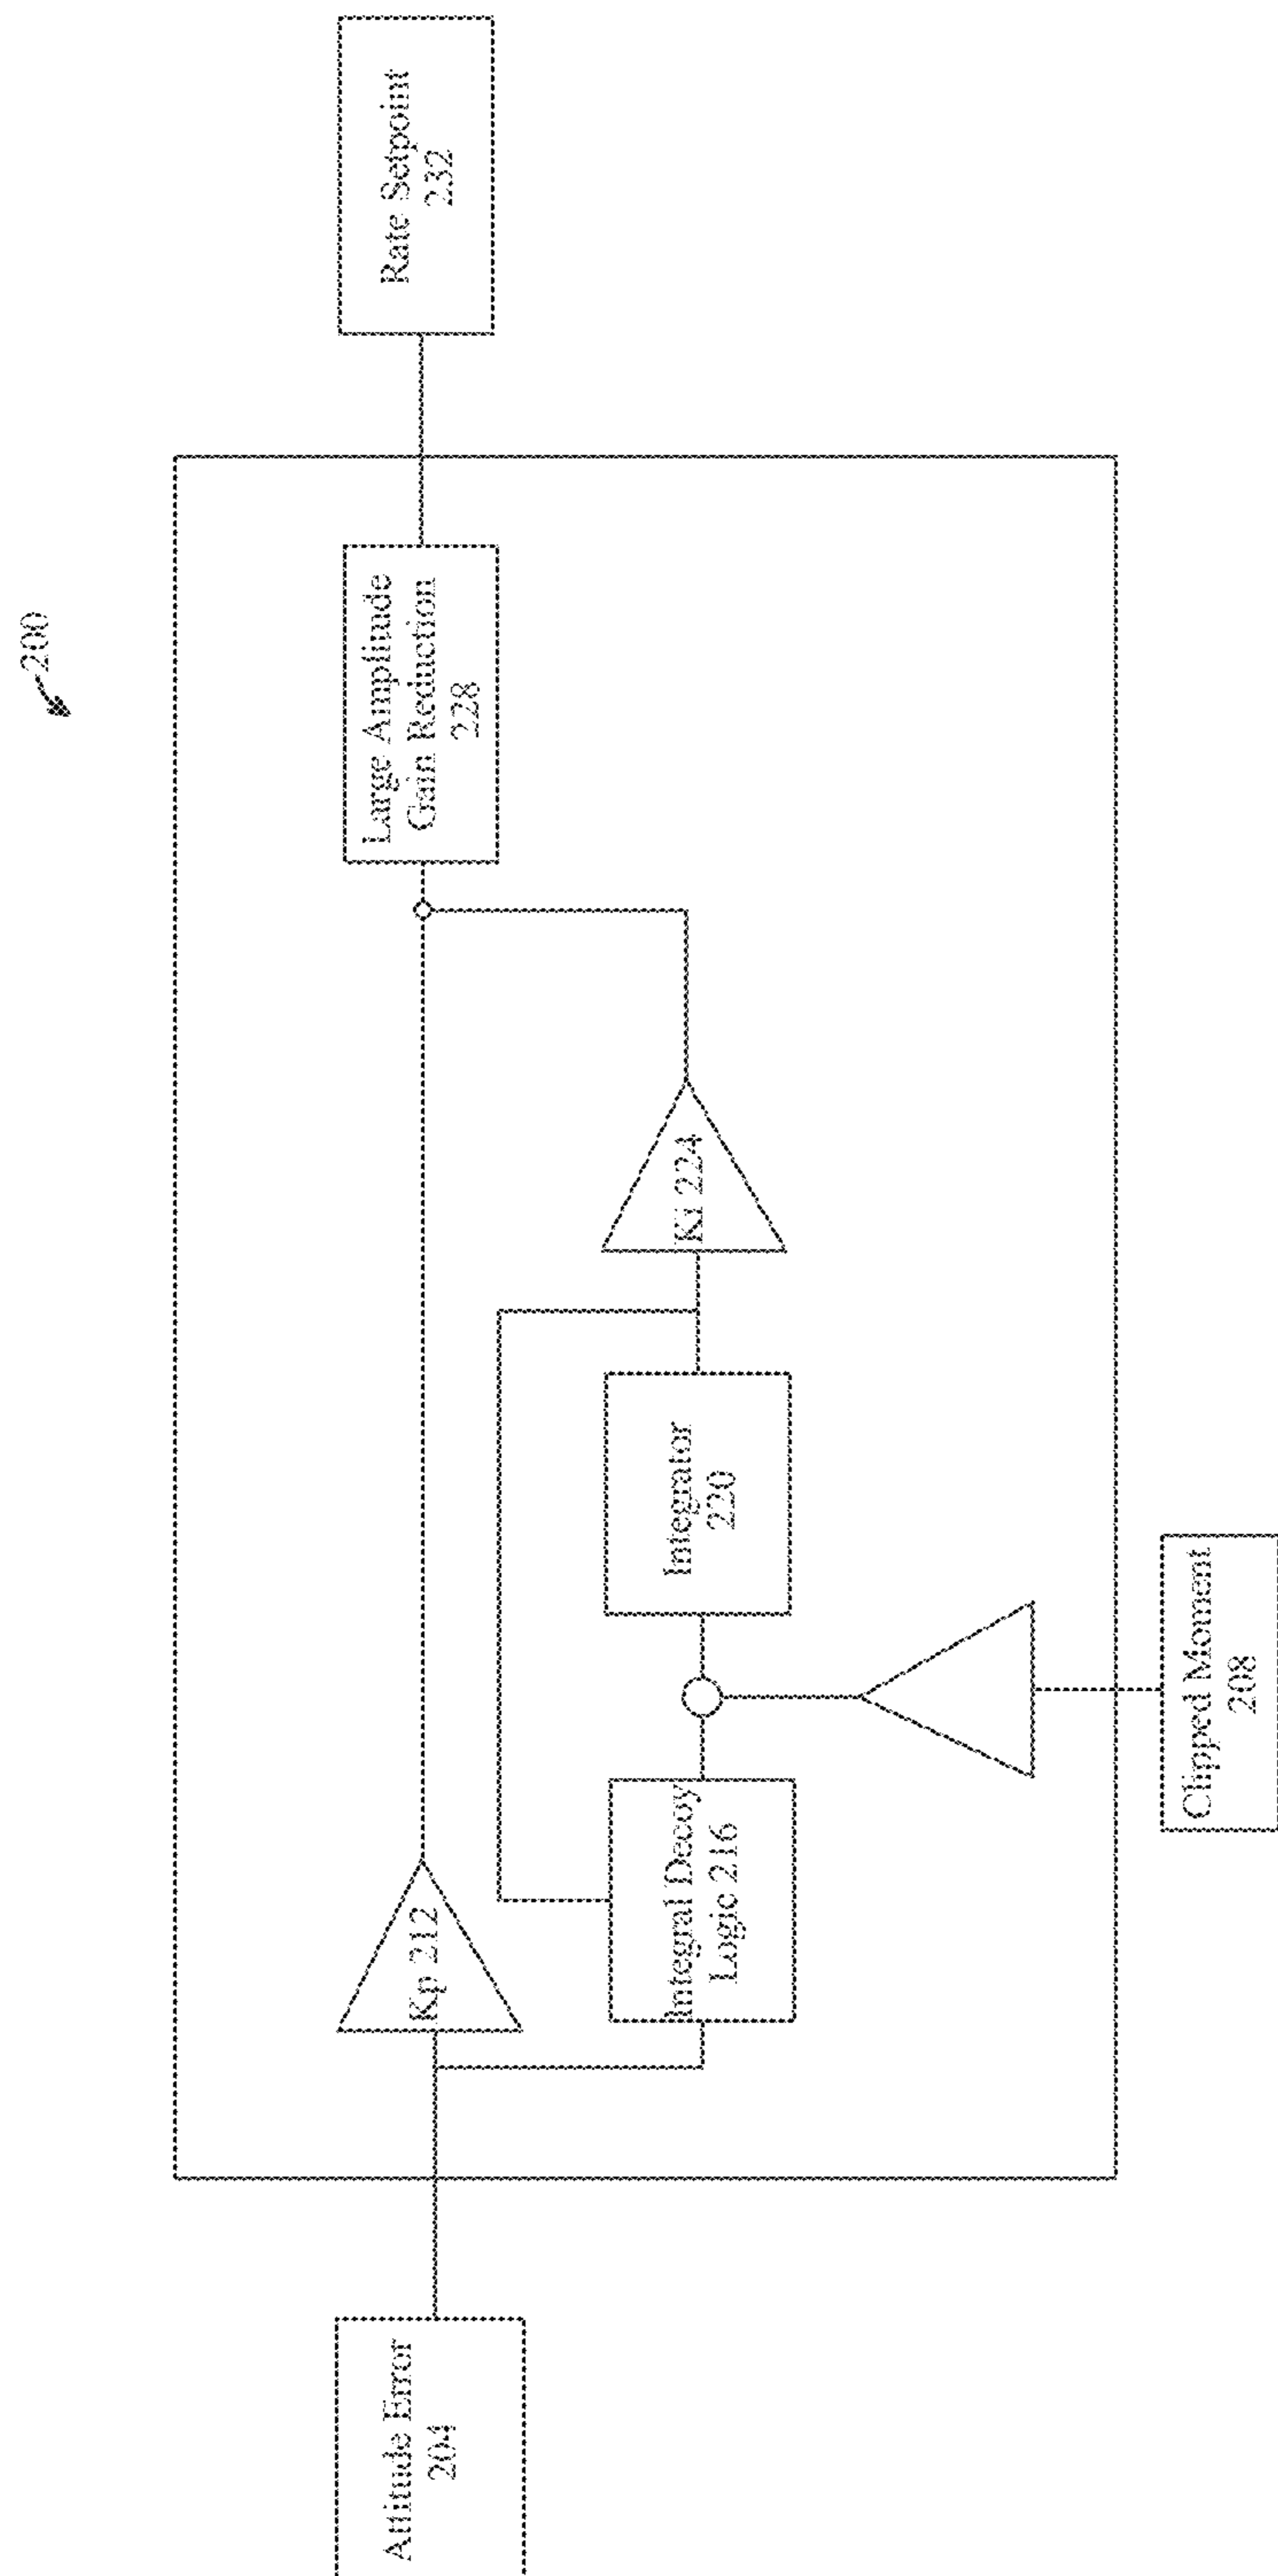 200
Attitude Error
204
Kp 212
Integral Decoy
Logic 216
Integrator
220
Ki 224
Large Amplitude
Gain Reduction
228
Rate Setpoint
232
Clipped Moment
208